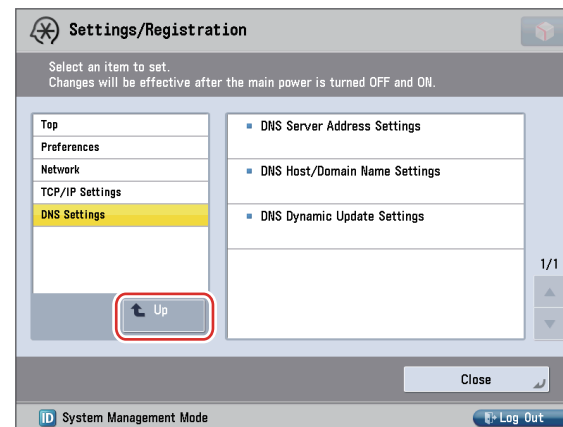 Settings/Registration
Select an item to set.
Changes will be effective after the main power is turned OFF and ON.
Top
Preferences
Network
TCP/IP Settings
DNS Settings
Up
DNS Server Address Settings
DNS Host/Domain Name Settings
DNS Dynamic Update Settings
1/1
Close
ID System Management Mode
Log Out